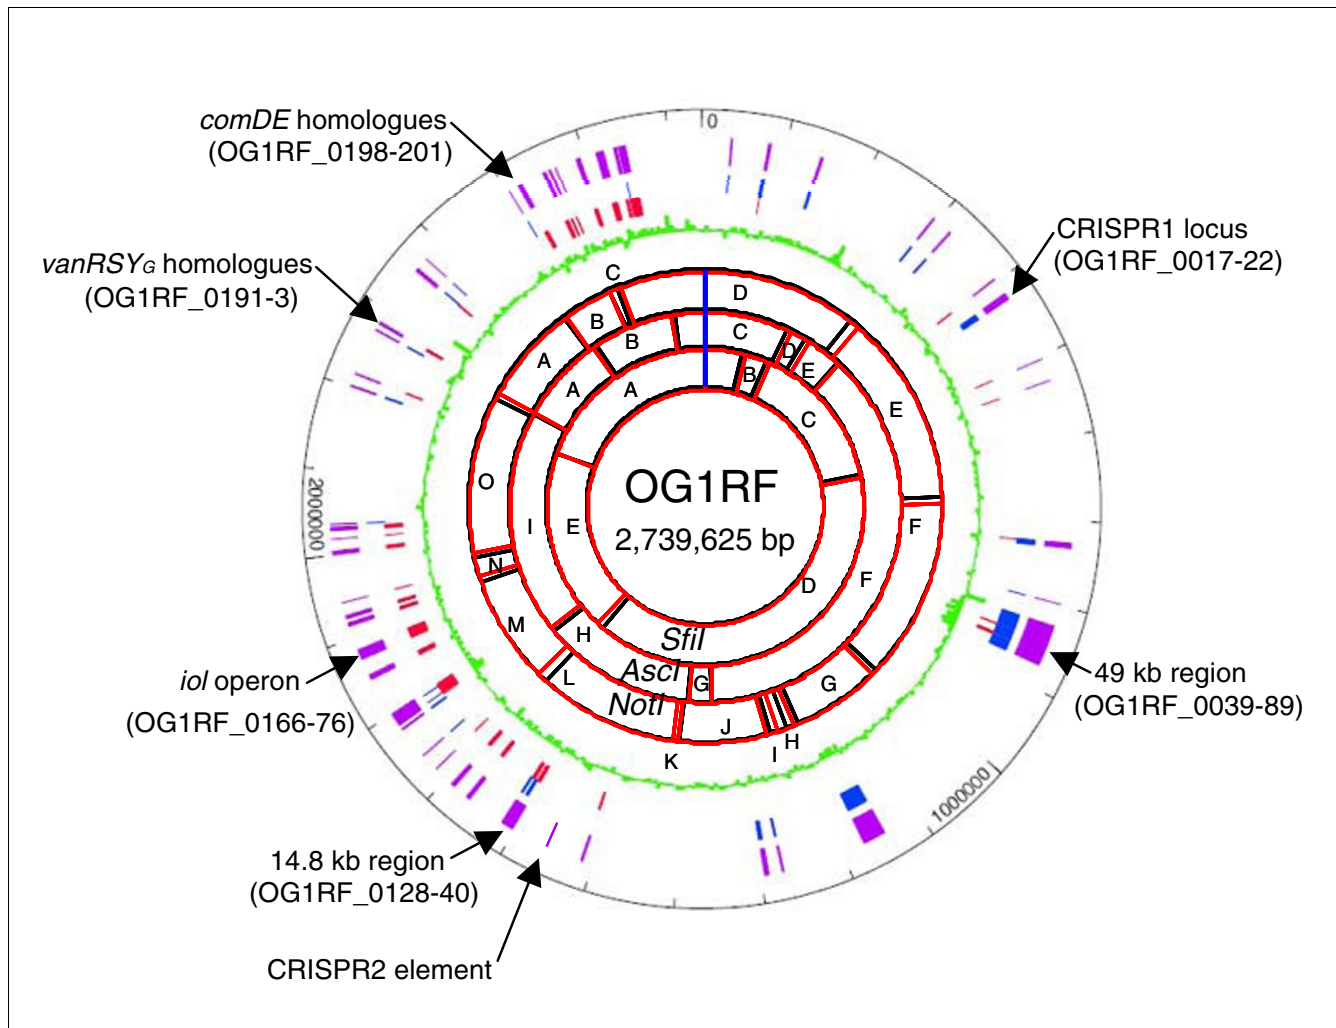 comDE homologues
(OG1RF_0198-201)
0
CRISPR1 locus
(OG1RF_0017-22)
vanRSYG homologues
(OG1RF_0191-3)
C
D
B
C
D
E
B
A
A
A
B
C
E
O
I
E
OG1RF
2,739,625 bp
F
F
D
N
M
H
L
SfiI
AscI
NotI
G
G
J
H
I
K
2000000
1000000
iol operon
(OG1RF_0166-76)
49 kb region
(OG1RF_0039-89)
14.8 kb region
(OG1RF_0128-40)
CRISPR2 element